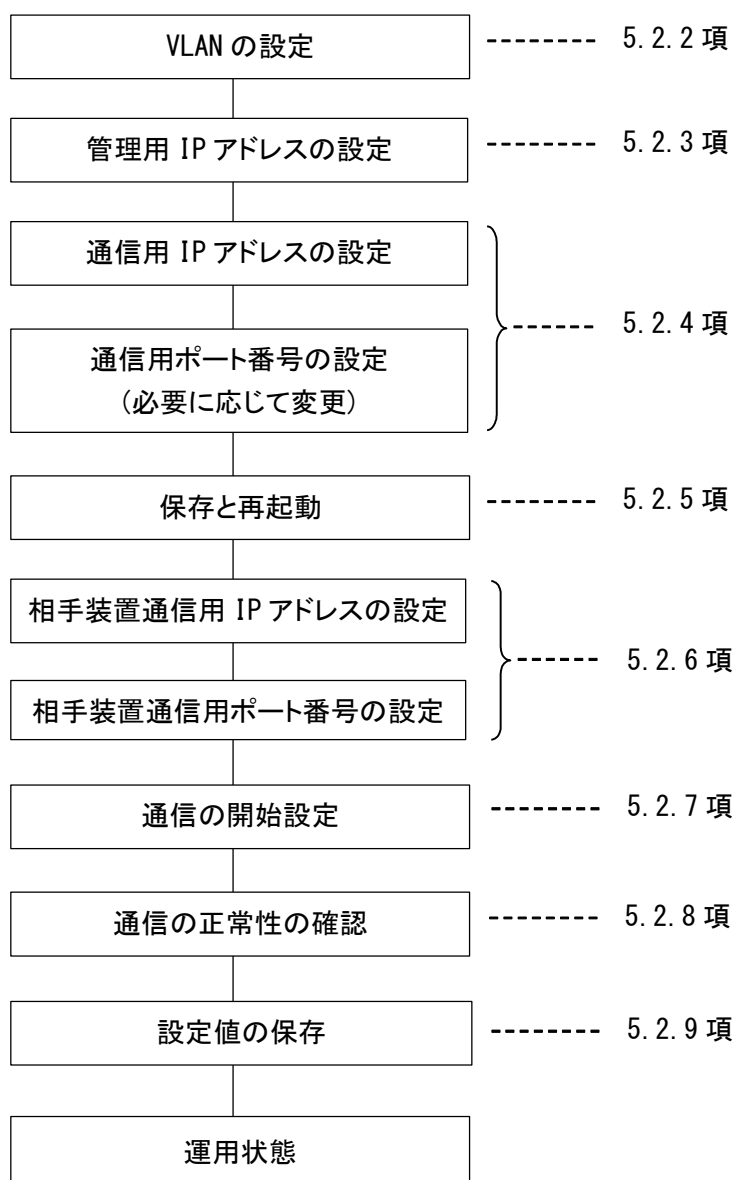 VLAN の設定 -------- 5.2.2 項
管理用 IP アドレスの設定 -------- 5.2.3 項
通信用 IP アドレスの設定
通信用ポート番号の設定
(必要に応じて変更)
------ 5.2.4 項
保存と再起動 -------- 5.2.5 項
相手装置通信用 IP アドレスの設定
相手装置通信用ポート番号の設定
------ 5.2.6 項
通信の開始設定 -------- 5.2.7 項
通信の正常性の確認 -------- 5.2.8 項
設定値の保存 -------- 5.2.9 項
運用状態